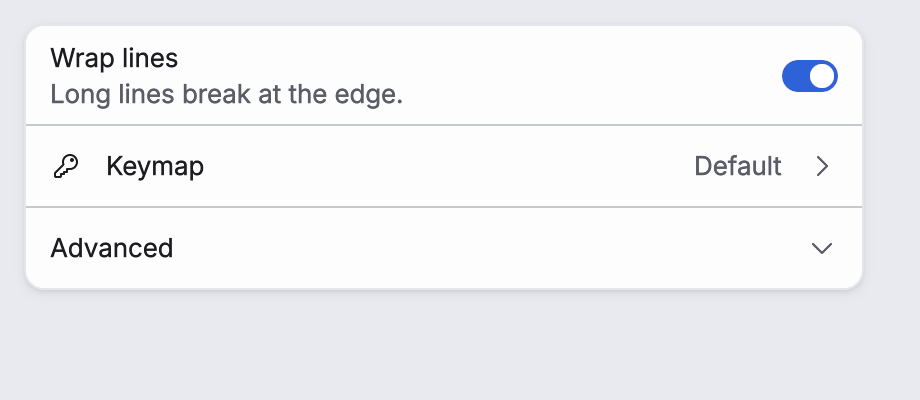 Wrap lines
Long lines break at the edge.
Keymap Default
Advanced